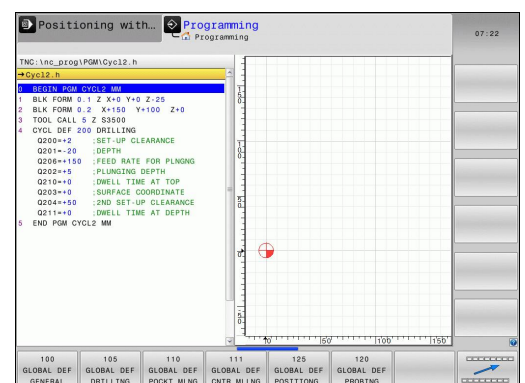 Positioning with…
Programming
Programming
07:22
TNC:\nc_prog\PGM\Cycl2.h
→Cycl2.h
0 BEGIN PGM CYCL2 MM
1 BLK FORM 0.1 Z X+0 Y+0 Z-25
2 BLK FORM 0.2 X+150 Y+100 Z+0
3 TOOL CALL 5 Z S3500
4 CYCL DEF 200 DRILLING
Q200=+2 ;SET-UP CLEARANCE
Q201=-20 ;DEPTH
Q206=+150 ;FEED RATE FOR PLNGNG
Q202=+5 ;PLUNGING DEPTH
Q210=+0 ;DWELL TIME AT TOP
Q203=+0 ;SURFACE COORDINATE
Q204=+50 ;2ND SET-UP CLEARANCE
Q211=+0 ;DWELL TIME AT DEPTH
5 END PGM CYCL2 MM
100 GLOBAL DEF GENERAL
105 GLOBAL DEF DRILLING
110 GLOBAL DEF POCKT MLNG
111 GLOBAL DEF CNTR MLLNG
125 GLOBAL DEF POSITIONG
120 GLOBAL DEF PROBING